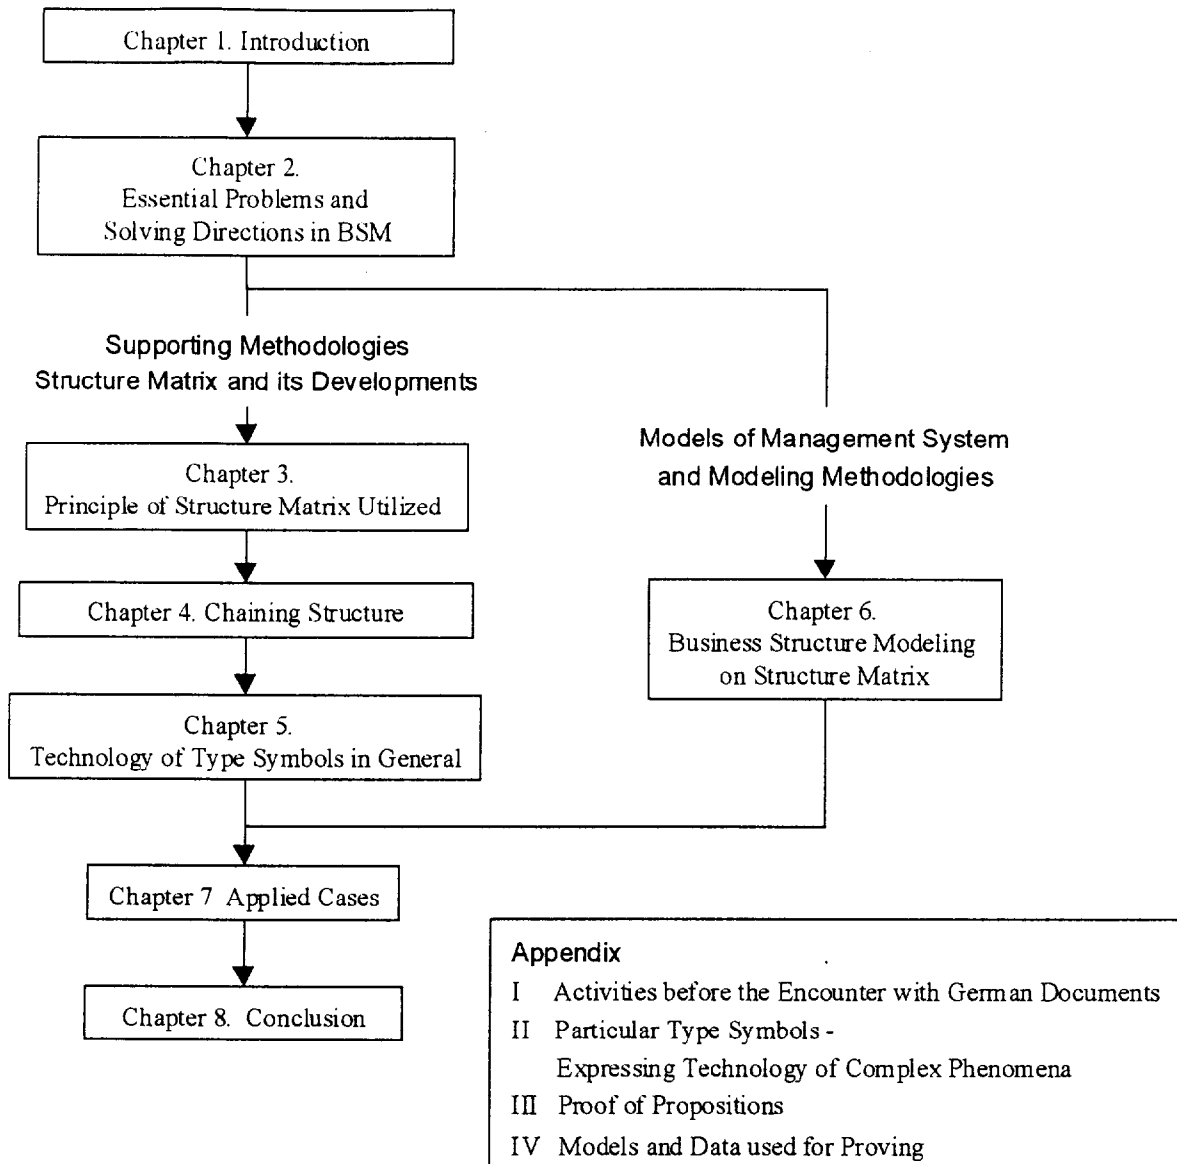 Chapter 1. Introduction
Chapter 2.
Essential Problems and
Solving Directions in BSM
Supporting Methodologies
Structure Matrix and its Developments
Chapter 3.
Principle of Structure Matrix Utilized
Chapter 4. Chaining Structure
Chapter 5.
Technology of Type Symbols in General
Models of Management System
and Modeling Methodologies
Chapter 6.
Business Structure Modeling
on Structure Matrix
Chapter 7 Applied Cases
Chapter 8. Conclusion
Appendix
I Activities before the Encounter with German Documents
II Particular Type Symbols -
Expressing Technology of Complex Phenomena
III Proof of Propositions
IV Models and Data used for Proving